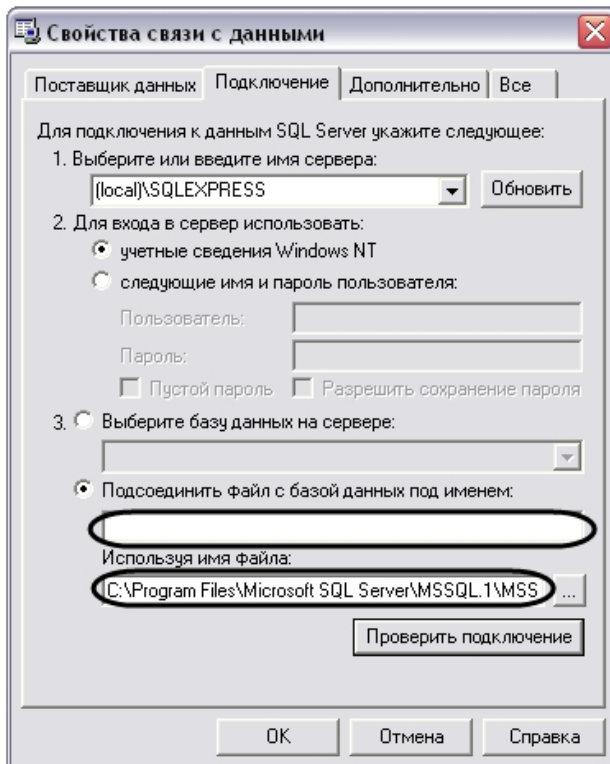 Свойства связи с данными
Поставщик данных Подключение Дополнительно Все
Для подключения к данным SQL Server укажите следующее:
1. Выберите или введите имя сервера:
(local)\SQLEXPRESS Обновить
2. Для входа в сервер использовать:
учетные сведения Windows NT
следующие имя и пароль пользователя:
Пользователь:
Пароль:
Пустой пароль Разрешить сохранение пароля
3. Выберите базу данных на сервере:
Подсоединить файл с базой данных под именем:
Используя имя файла:
C:\Program Files\Microsoft SQL Server\MSSQL.1\MSS ...
Проверить подключение
OK Отмена Справка